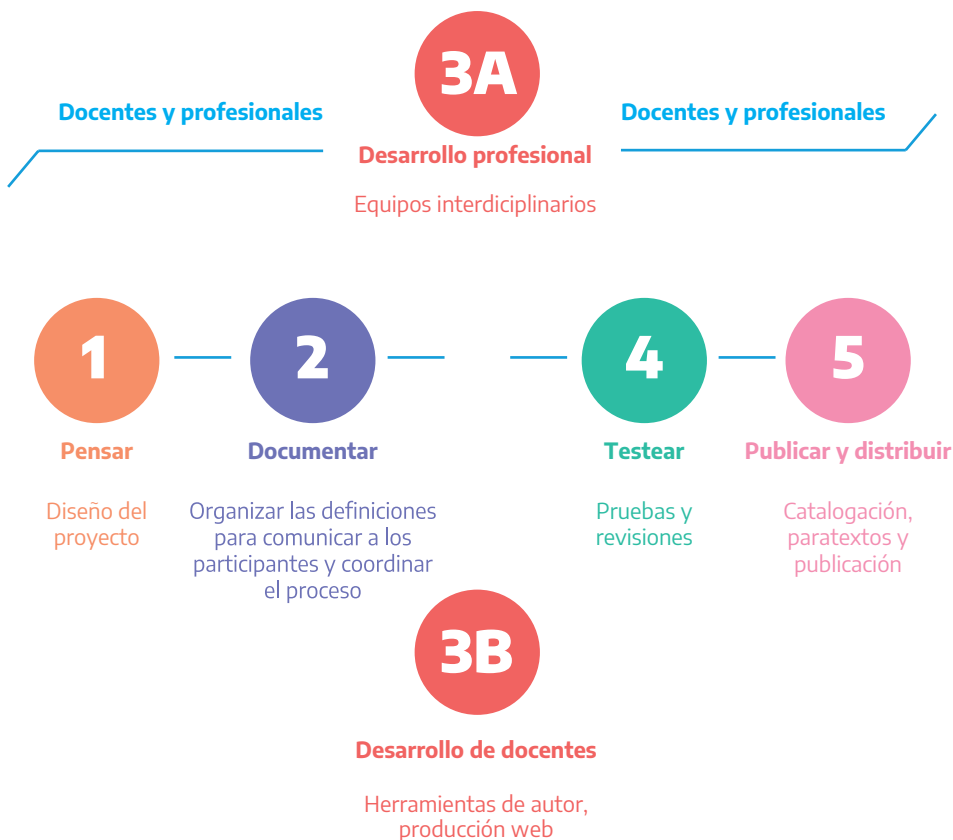 3A
Docentes y profesionales
Docentes y profesionales
Desarrollo profesional
Equipos interdiciplinarios
1
Pensar
Diseño del
proyecto
2
Documentar
Organizar las definiciones
para comunicar a los
participantes y coordinar
el proceso
4
Testear
Pruebas y
revisiones
5
Publicar y distribuir
Catalogación,
paratextos y
publicación
3B
Desarrollo de docentes
Herramientas de autor,
producción web